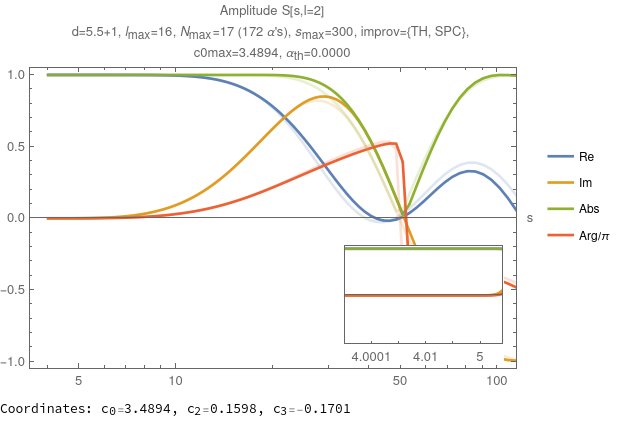 Amplitude S[s,l=2]
d=5.5+1, lmax=16, Nmax=17 (172 α's), smax=300, improv={TH, SPC},
c0max=3.4894, αth=0.0000
1.0
0.5
0.0
-0.5
-1.0
s
Re
Im
Abs
Arg/π
4.0001 4.01 5
5 10 50 100
Coordinates: c0=3.4894, c2=0.1598, c3=-0.1701